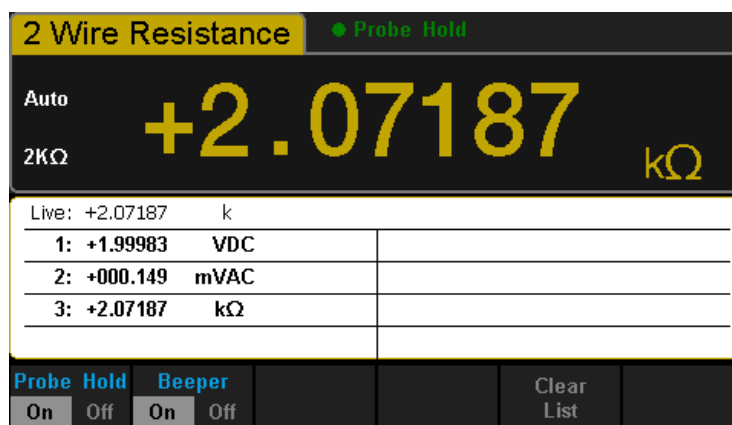 2 Wire Resistance
Probe Hold
Auto
+2.07187
2KΩ
kΩ
Live: +2.07187 k
1: +1.99983 VDC
2: +000.149 mVAC
3: +2.07187 kΩ
Probe Hold Beeper Clear
On Off On Off List